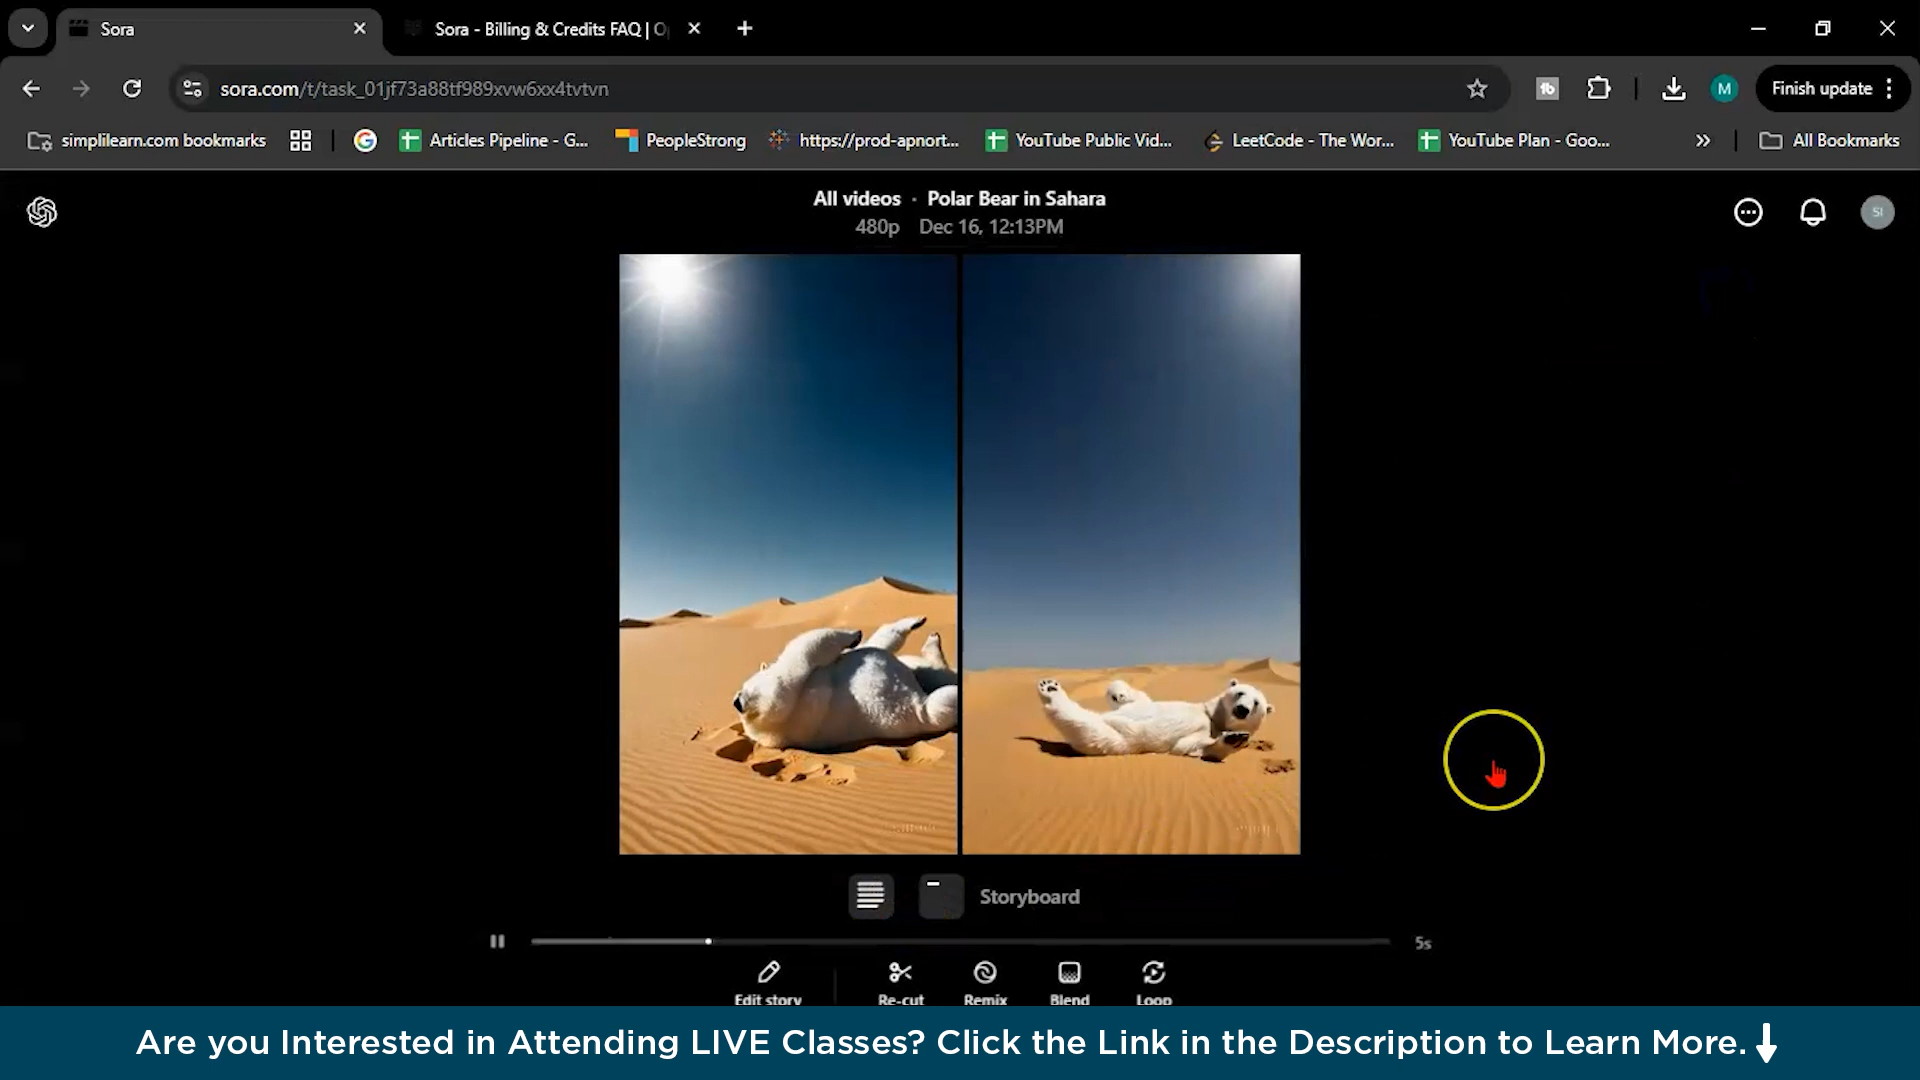 Sora
Sora - Billing & Credits FAQ | O
sora.com/t/task_01jf73a88tf989xvw6xx4tvtvn
tb
M
Finish update
simplilearn.com bookmarks
Articles Pipeline - G...
PeopleStrong
https://prod-apnort...
YouTube Public Vid...
LeetCode - The Wor...
YouTube Plan - Goo...
All Bookmarks
All videos · Polar Bear in Sahara
480p Dec 16, 12:13PM
SI
Storyboard
5s
Edit story
Re-cut
Remix
Blend
Loop
Are you Interested in Attending LIVE Classes? Click the Link in the Description to Learn More.